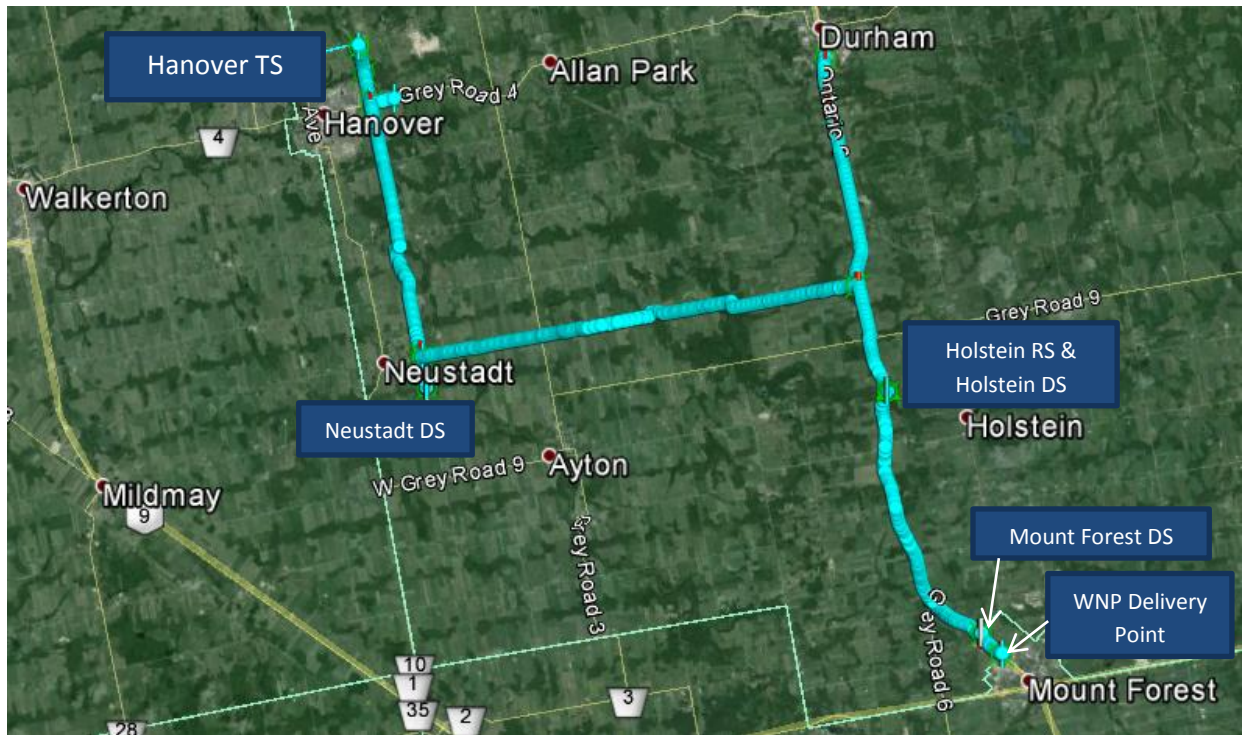 Durham
Hanover TS
Allan Park
Grey Road 4
Ontario 6
Ave
Hanover
4
Walkerton
Grey Road 9
Holstein RS &
Holstein DS
Neustadt
Neustadt DS
Holstein
Ayton
W Grey Road 9
Mildmay
9
Grey Road 3
Mount Forest DS
WNP Delivery
Point
Grey Road 6
10
1
35
2
3
28
Mount Forest